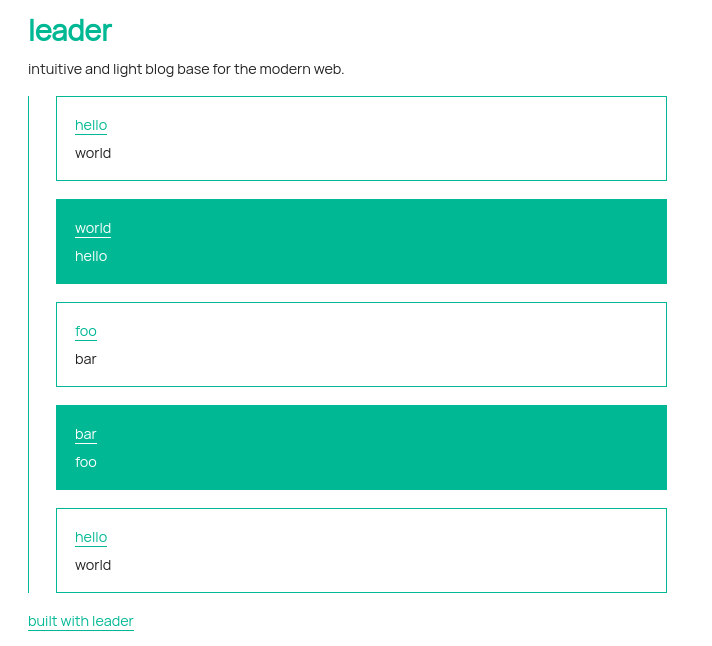 leader
intuitive and light blog base for the modern web.
hello
world
world
hello
foo
bar
bar
foo
hello
world
built with leader